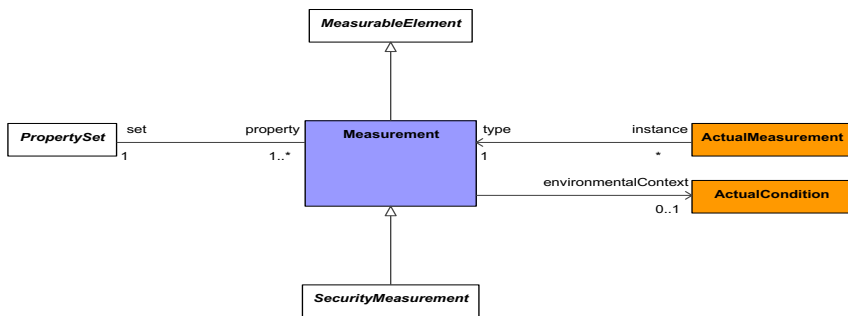 MeasurableElement
set
property
Measurement
type
instance
PropertySet
ActualMeasurement
1
1..*
1
*
environmentalContext
ActualCondition
0..1
SecurityMeasurement